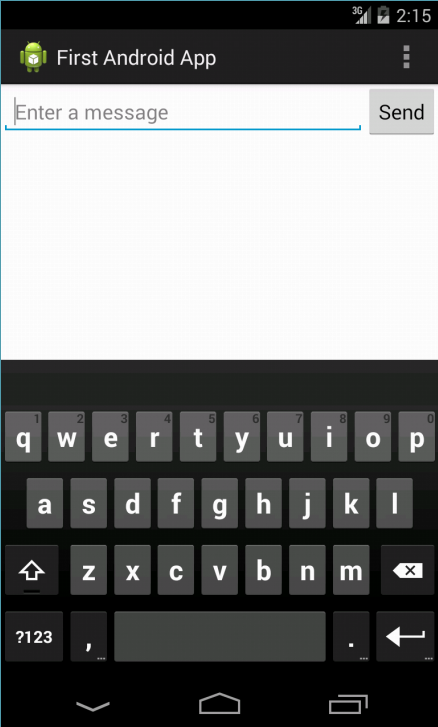 3G 2:15
First Android App
Enter a message Send
1 2 3 4 5 6 7 8 9 0
q w e r t y u i o p
a s d f g h j k l
z x c v b n m
?123 , ... . ... ...